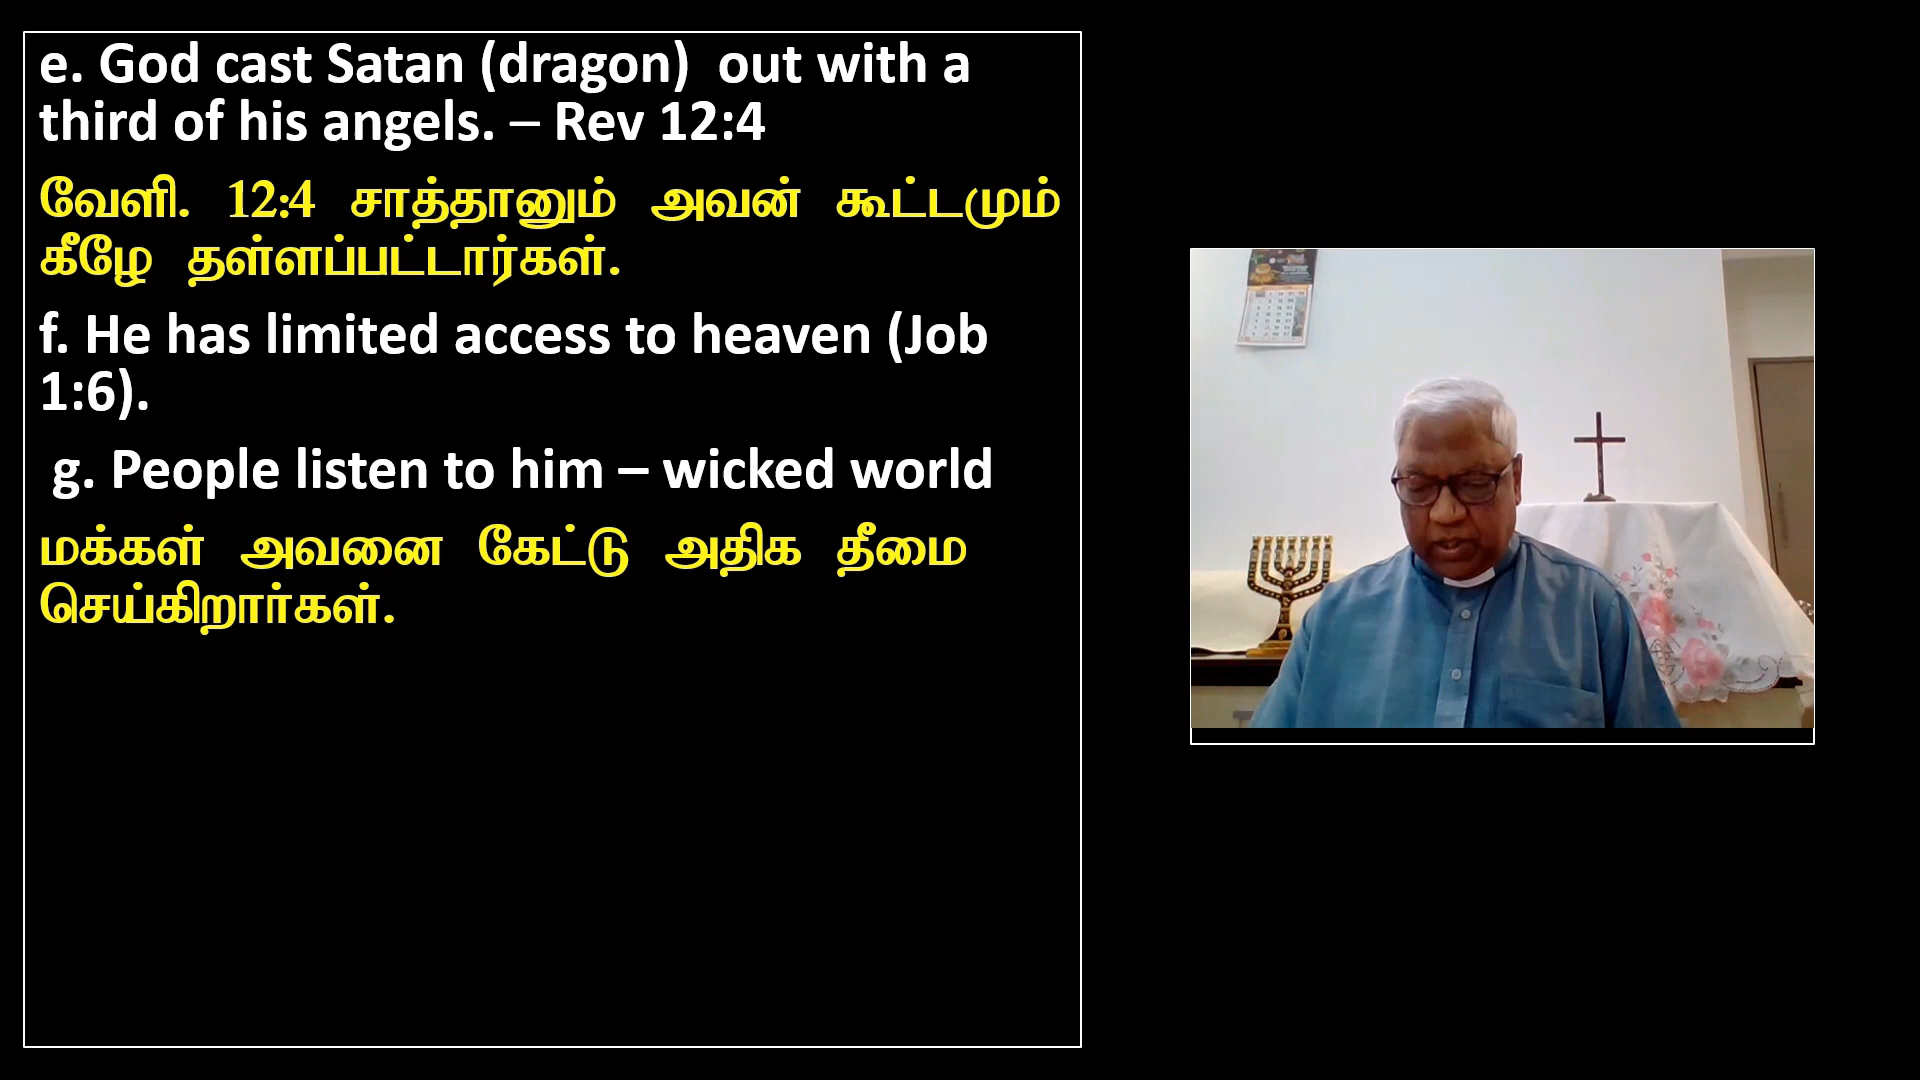 e. God cast Satan (dragon)  out with a
third of his angels. – Rev 12:4
வேளி. 12:4 சாத்தானும் அவன் கூட்டமும்
கீழே தள்ளப்பட்டார்கள்.
f. He has limited access to heaven (Job
1:6).
g. People listen to him – wicked world
மக்கள் அவனை கேட்டு அதிக தீமை
செய்கிறார்கள்.